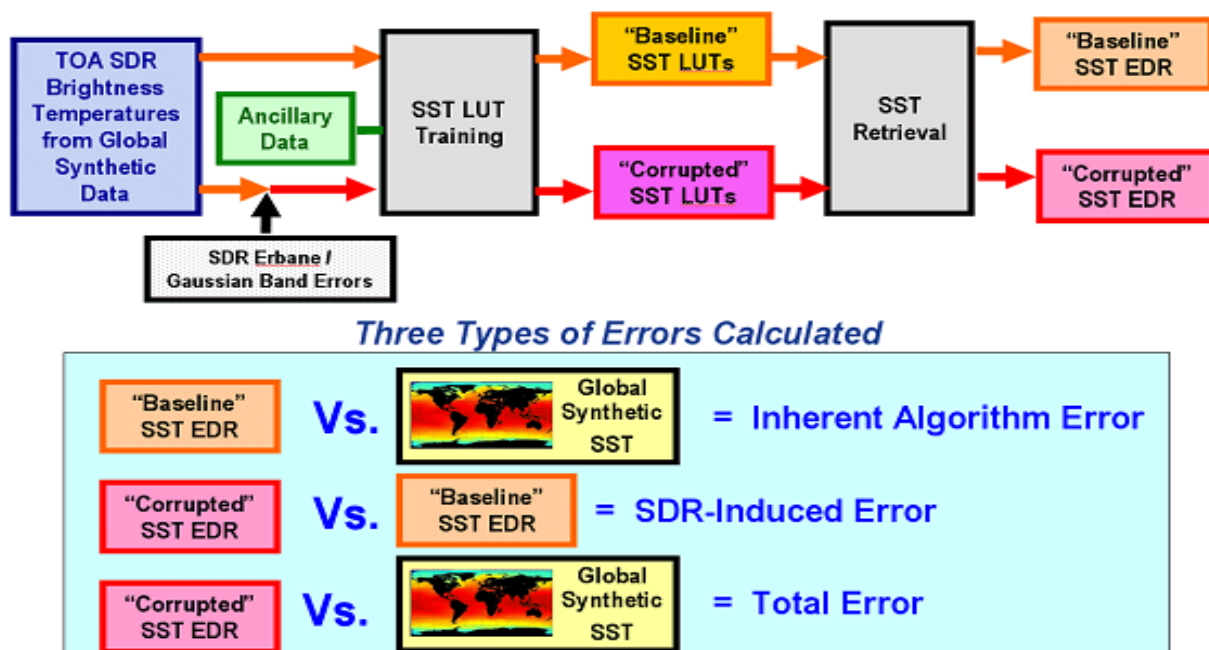 TOA SDR
Brightness
Temperatures
from Global
Synthetic
Data
Ancillary
Data
SDR Erbane /
Gaussian Band Errors
SST LUT
Training
“Baseline”
SST LUTs
“Corrupted”
SST LUTs
SST
Retrieval
“Baseline”
SST EDR
“Corrupted”
SST EDR
Three Types of Errors Calculated
“Baseline”
SST EDR
Vs.
Global
Synthetic
SST
= Inherent Algorithm Error
“Corrupted”
SST EDR
Vs.
“Baseline”
SST EDR
= SDR-Induced Error
“Corrupted”
SST EDR
Vs.
Global
Synthetic
SST
= Total Error